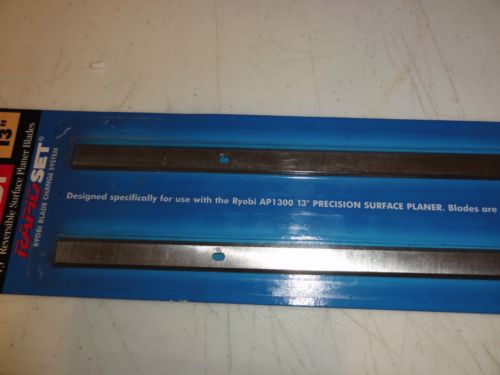 13"
Reversible Surface Planer Blades
RAPIDSET®
RYOBI BLADE CHANGE SYSTEM
Designed specifically for use with the Ryobi AP1300 13" PRECISION SURFACE PLANER. Blades are